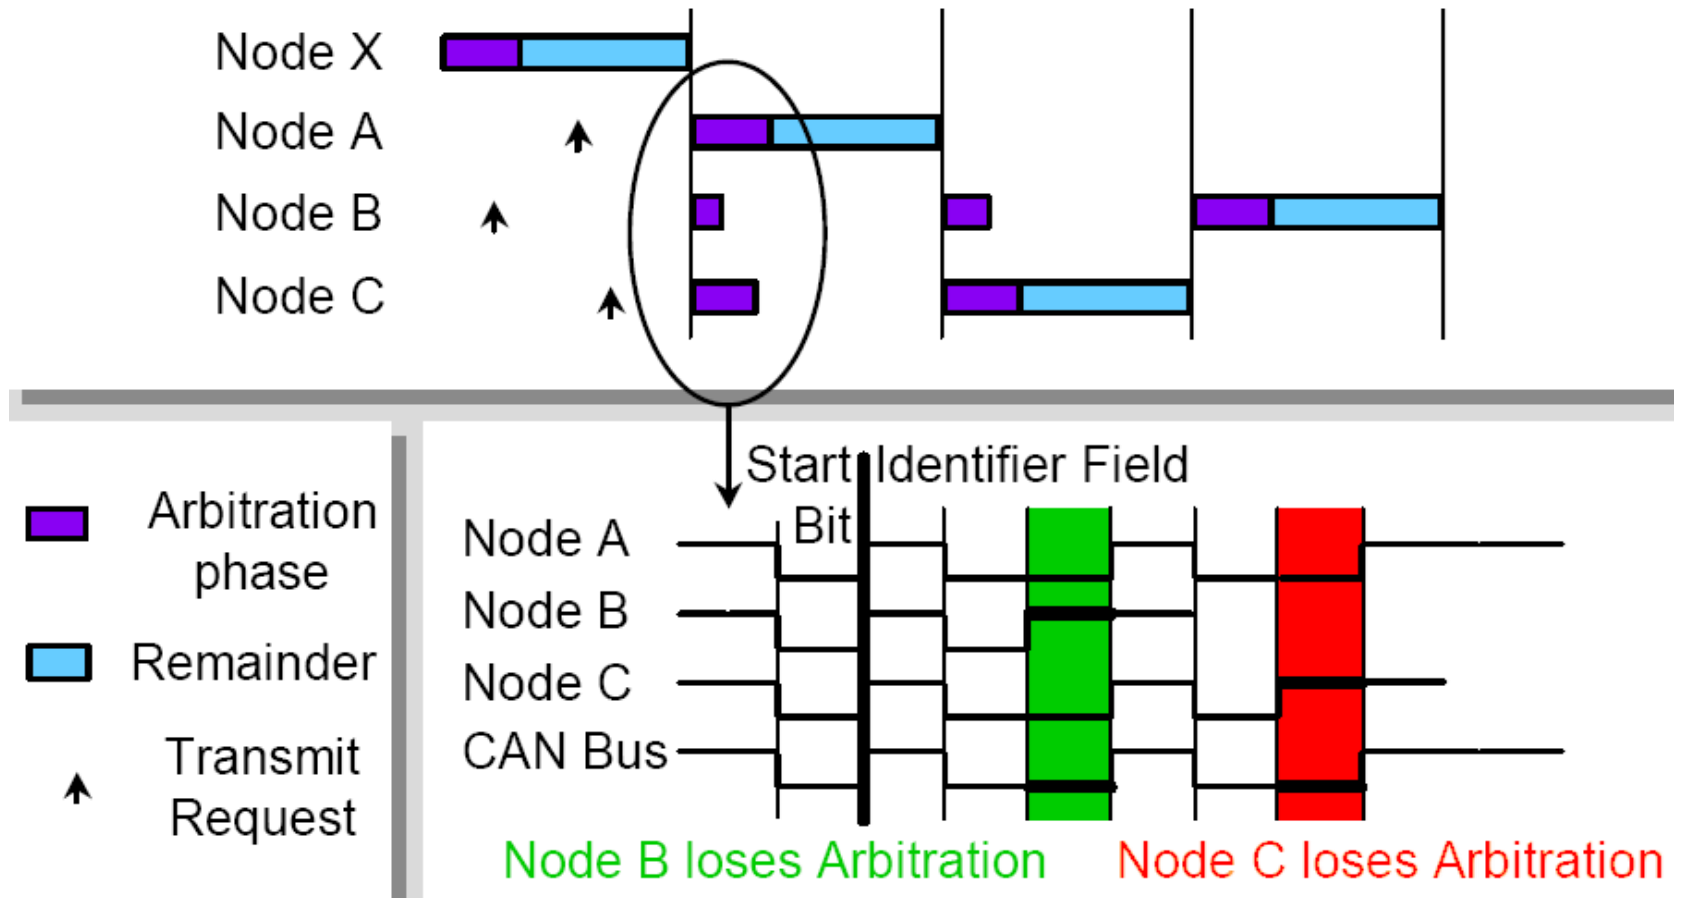 Node X
Node A
Node B
Node C
Arbitration
phase
Remainder
Transmit
Request
Start Identifier Field
Bit
Node A
Node B
Node C
CAN Bus
Node B loses Arbitration
Node C loses Arbitration